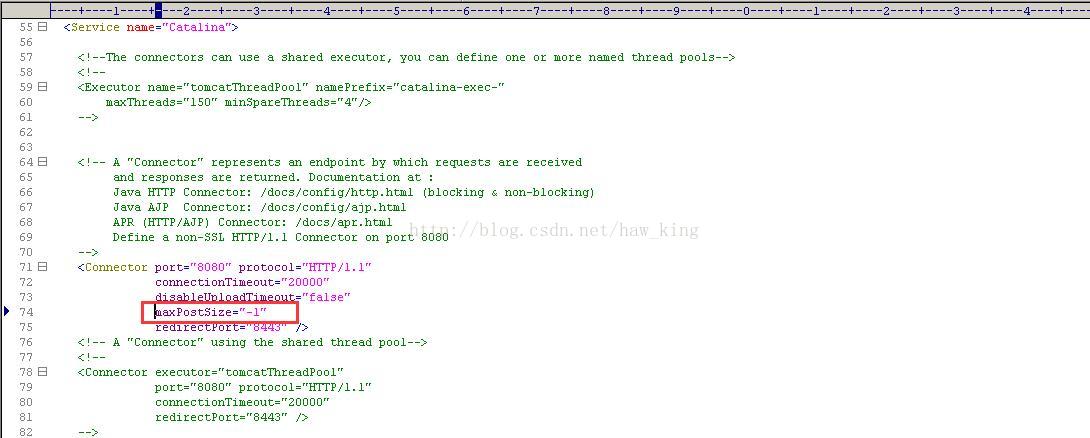 ----+----1----+----2----+----3----+----4----+----5----+----6----+----7----+----8----+----9----+----0----+----1----+----2----+----3----+----4---
55 <Service name="Catalina">
56
57 <!--The connectors can use a shared executor, you can define one or more named thread pools-->
58 <!--
59 <Executor name="tomcatThreadPool" namePrefix="catalina-exec-"
60 maxThreads="150" minSpareThreads="4"/>
61 -->
62
63
64 <!-- A "Connector" represents an endpoint by which requests are received
65 and responses are returned. Documentation at :
66 Java HTTP Connector: /docs/config/http.html (blocking & non-blocking)
67 Java AJP  Connector: /docs/config/ajp.html
68 APR (HTTP/AJP) Connector: /docs/apr.html
http://blog.csdn.net/haw_king
69 Define a non-SSL HTTP/1.1 Connector on port 8080
70 -->
71 <Connector port="8080" protocol="HTTP/1.1"
72 connectionTimeout="20000"
73 disableUploadTimeout="false"
74 maxPostSize="-1"
75 redirectPort="8443" />
76 <!-- A "Connector" using the shared thread pool-->
77 <!--
78 <Connector executor="tomcatThreadPool"
79 port="8080" protocol="HTTP/1.1"
80 connectionTimeout="20000"
81 redirectPort="8443" />
82 -->